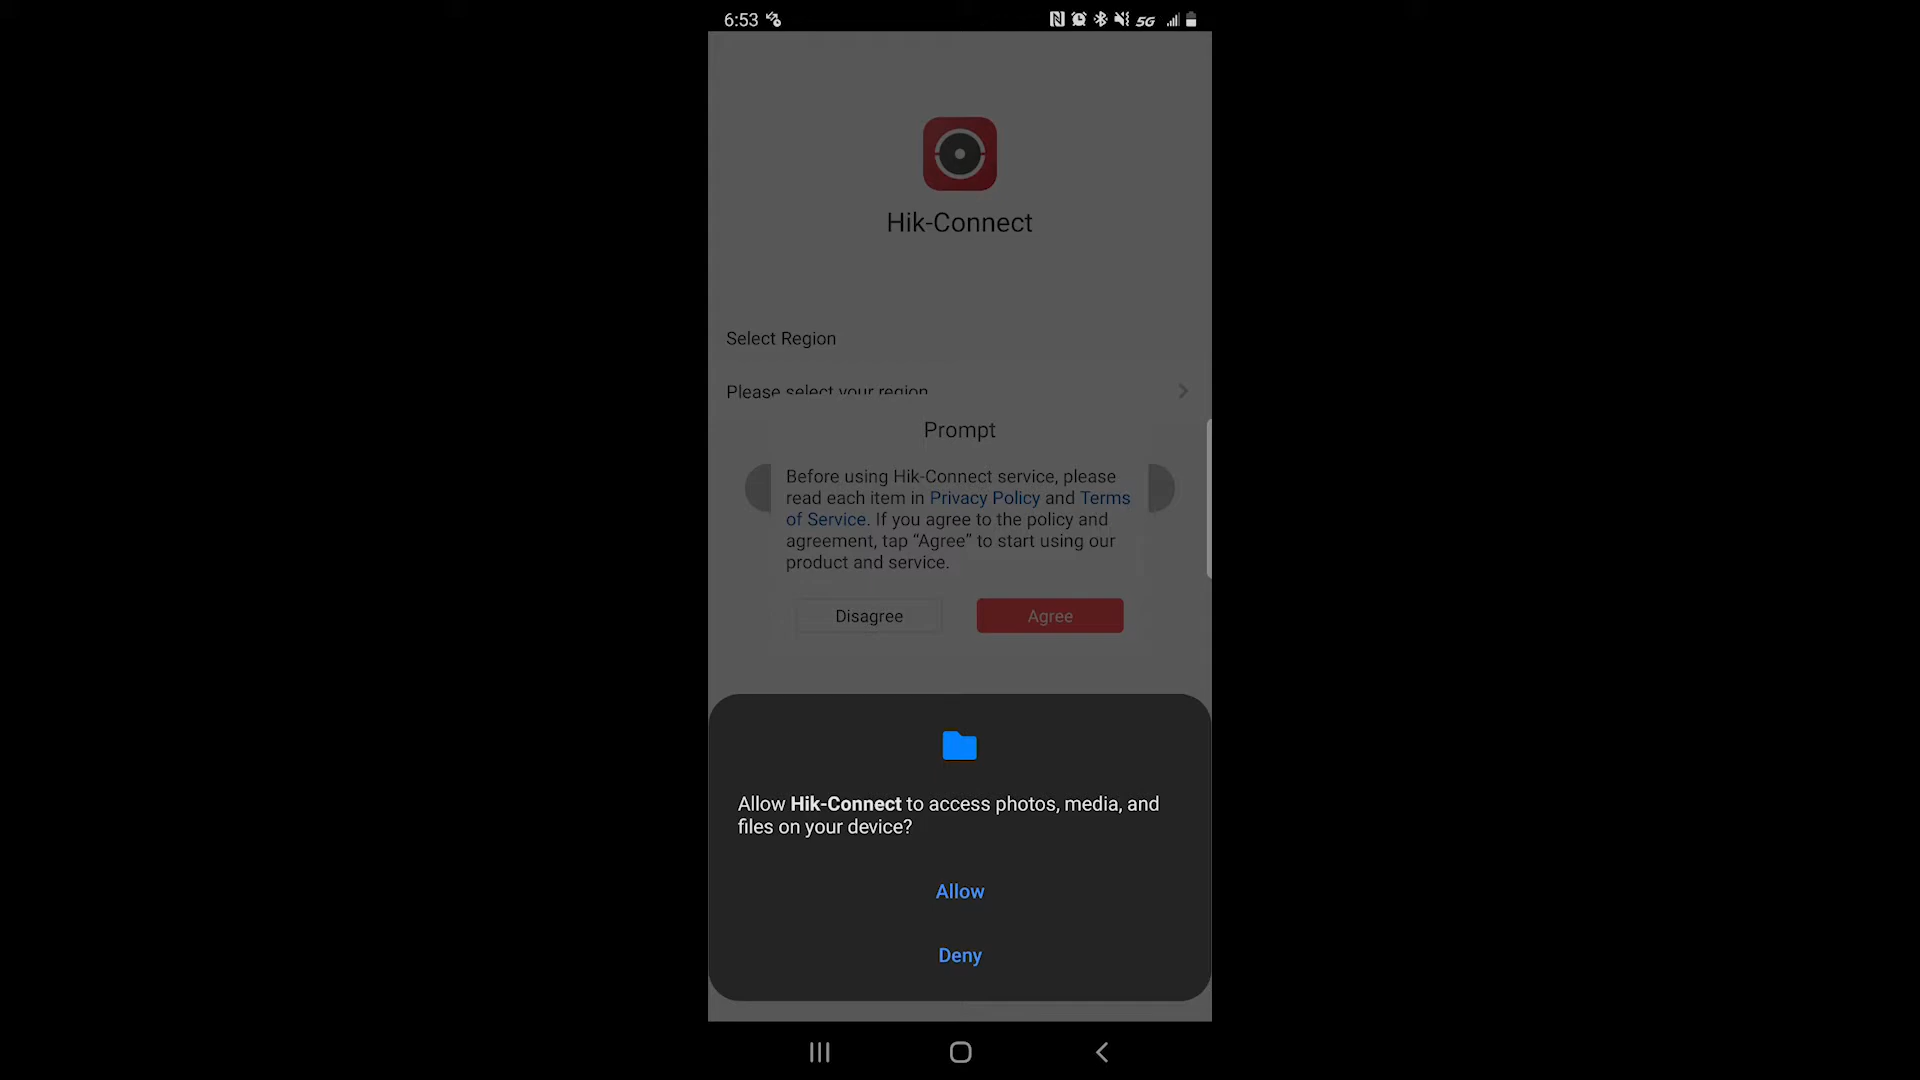 6:53
5G
Hik-Connect
Select Region
Please select your region
Prompt
Before using Hik-Connect service, please
read each item in Privacy Policy and Terms
of Service. If you agree to the policy and
agreement, tap “Agree” to start using our
product and service.
Disagree
Agree
Allow Hik-Connect to access photos, media, and
files on your device?
Allow
Deny